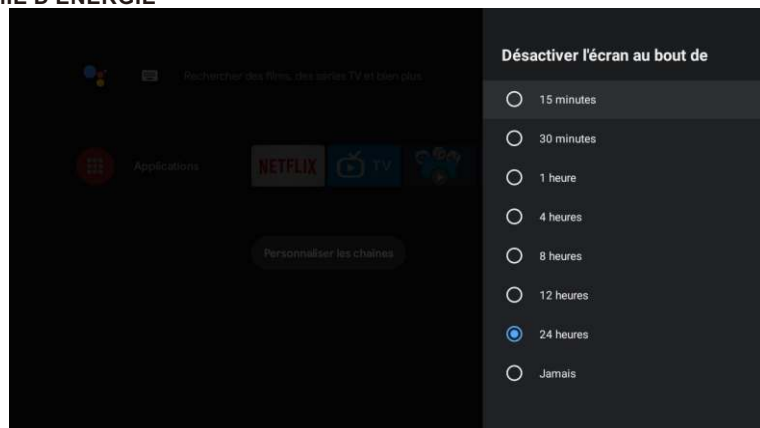 D'ÉNERGIE
Désactiver l'écran au bout de
Rechercher des films, des séries TV et bien plus
15 minutes
30 minutes
Applications
NETFLIX
TV
1 heure
4 heures
Personnaliser les chaînes
8 heures
12 heures
24 heures
Jamais